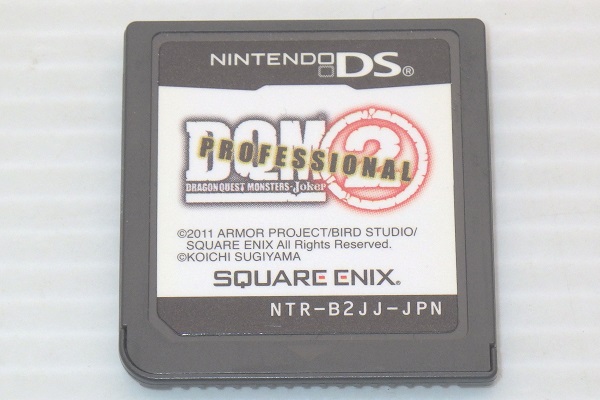 NINTENDO DS®
DQM 2
PROFESSIONAL
DRAGON QUEST MONSTERS-Joker
©2011 ARMOR PROJECT/BIRD STUDIO/
SQUARE ENIX All Rights Reserved.
©KOICHI SUGIYAMA
SQUARE ENIX®
NTR-B2JJ-JPN